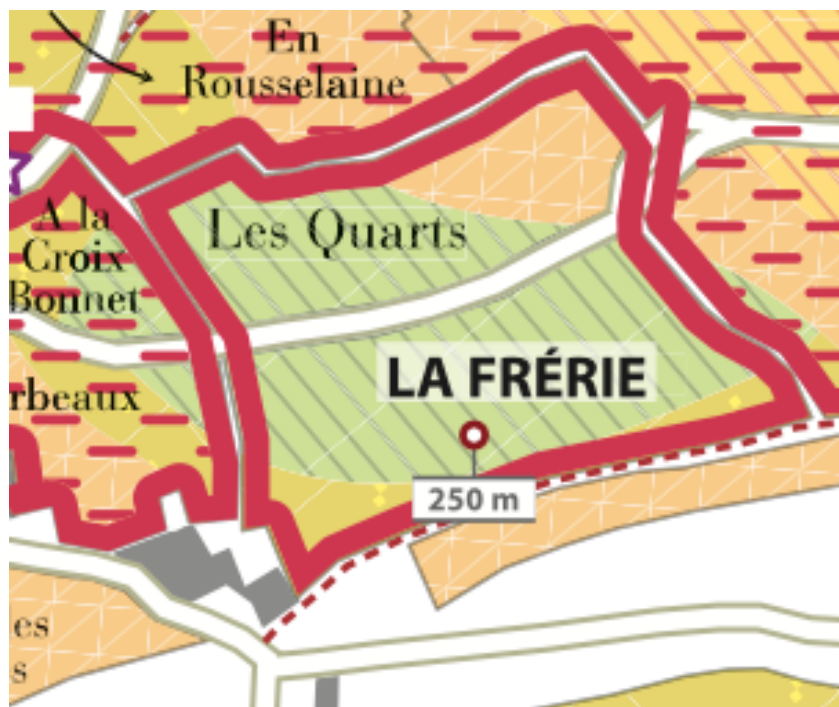 En
Rousselaine
A la
Croix
Bonnet
Les Quarts
LA FRÉRIE
rbeaux
250 m
es
s